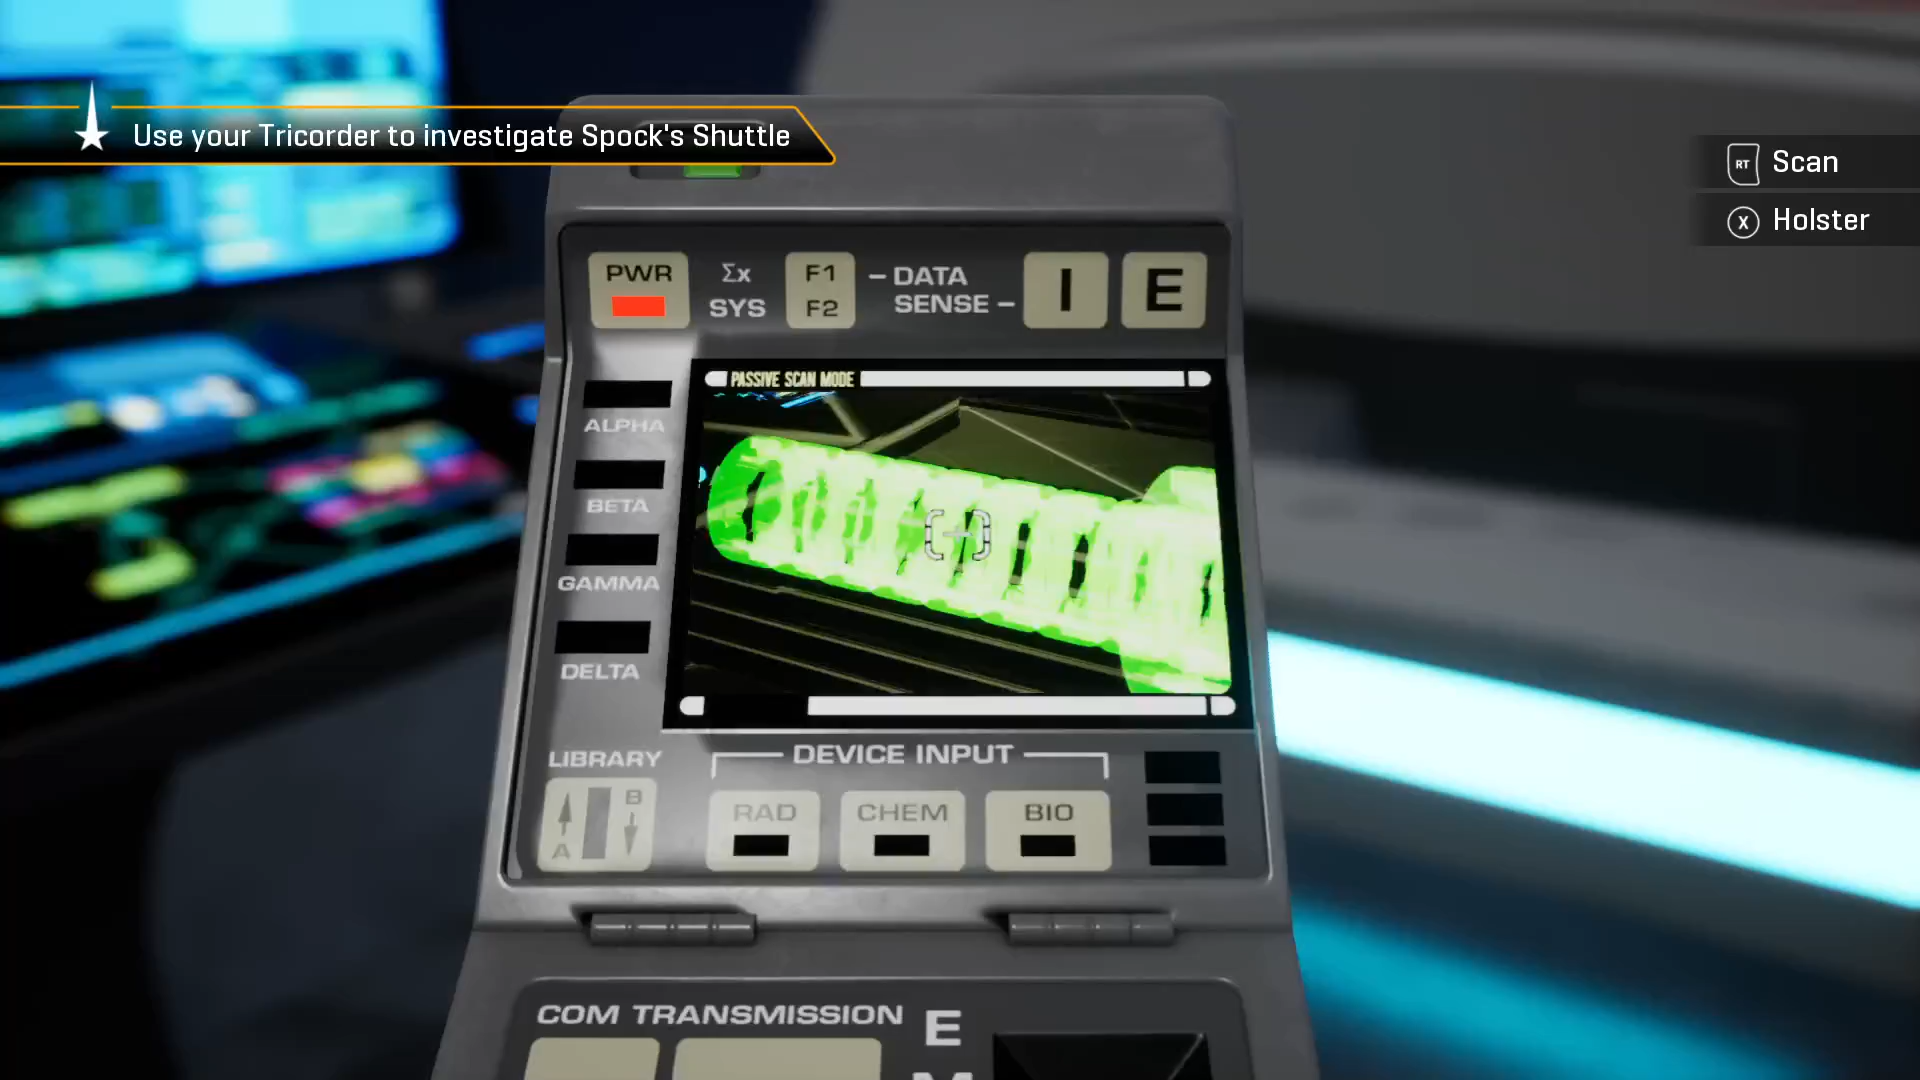 Use your Tricorder to investigate Spock's Shuttle
RT Scan
X Holster
PWR
Σx
SYS
F1
F2
– DATA
SENSE –
I
E
PASSIVE SCAN MODE
ALPHA
BETA
GAMMA
DELTA
LIBRARY
A
B
DEVICE INPUT
RAD
CHEM
BIO
COM TRANSMISSION
E